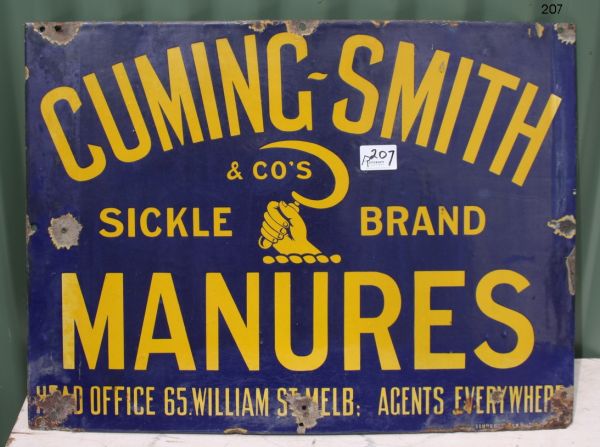 207
CUMING-SMITH
& CO'S
207
SICKLE BRAND
MANURES
HEAD OFFICE 65. WILLIAM ST. MELB: AGENTS EVERYWHERE